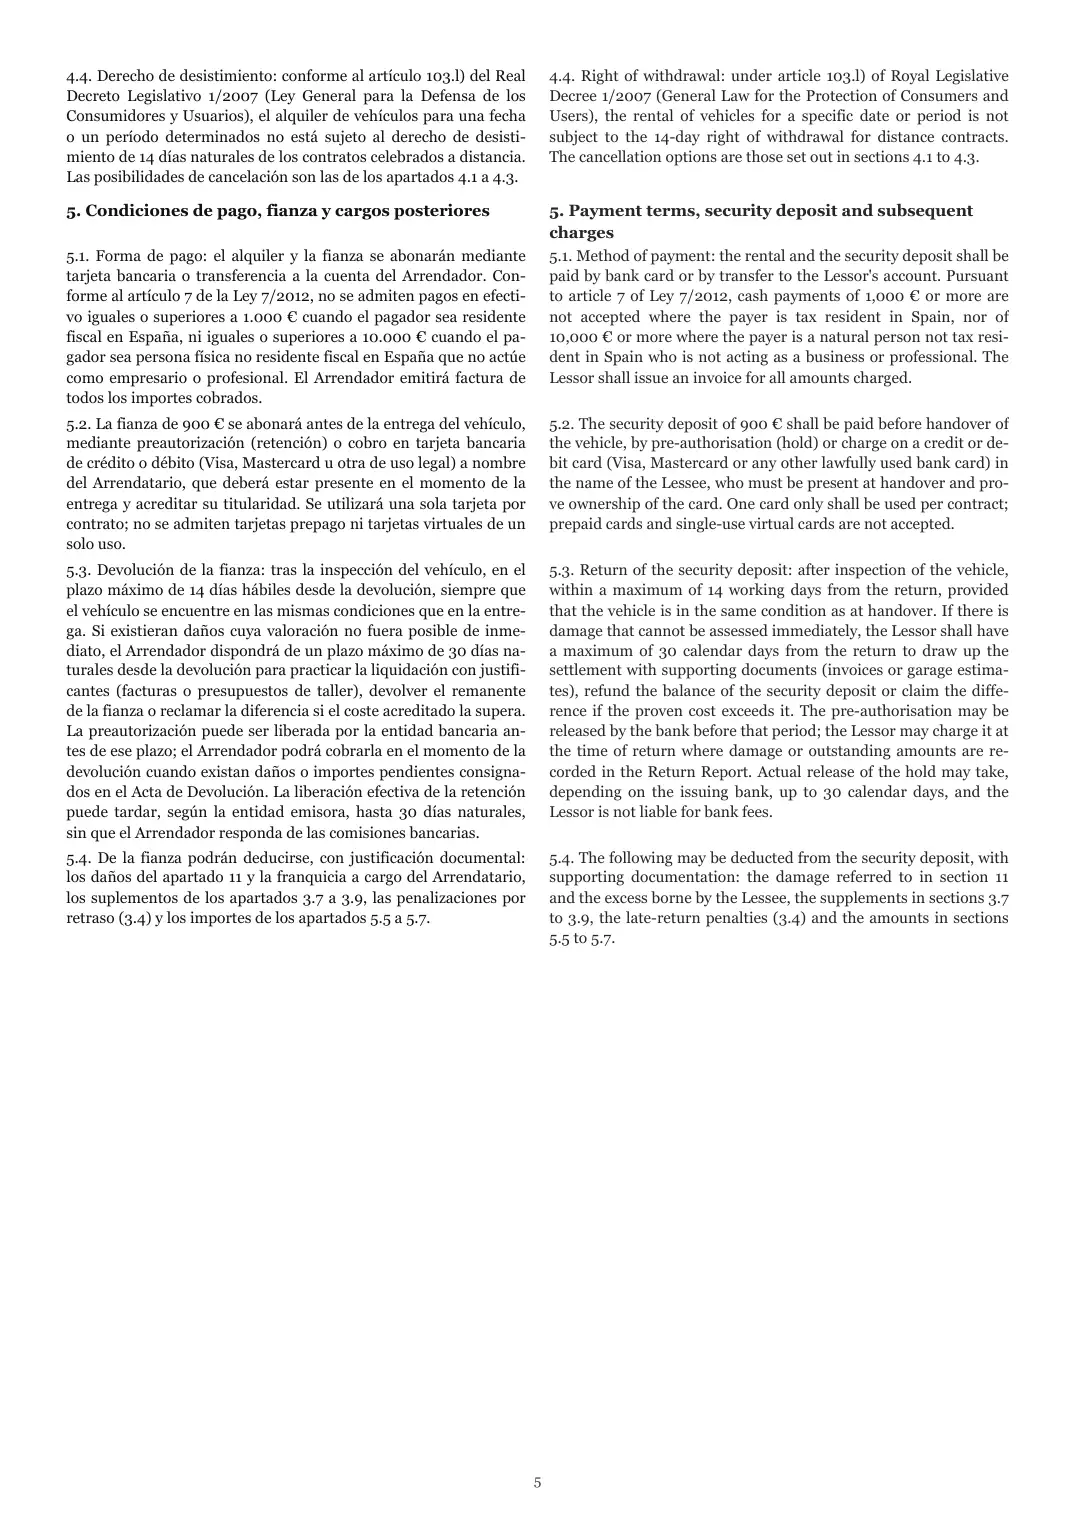 4.4. Derecho de desistimiento: conforme al artículo 103.l) del Real
Decreto Legislativo 1/2007 (Ley General para la Defensa de los
Consumidores y Usuarios), el alquiler de vehículos para una fecha
o un período determinados no está sujeto al derecho de desisti-
miento de 14 días naturales de los contratos celebrados a distancia.
Las posibilidades de cancelación son las de los apartados 4.1 a 4.3.
4.4. Right of withdrawal: under article 103.l) of Royal Legislative
Decree 1/2007 (General Law for the Protection of Consumers and
Users), the rental of vehicles for a specific date or period is not
subject to the 14-day right of withdrawal for distance contracts.
The cancellation options are those set out in sections 4.1 to 4.3.
5. Condiciones de pago, fianza y cargos posteriores
5. Payment terms, security deposit and subsequent
charges
5.1. Forma de pago: el alquiler y la fianza se abonarán mediante
tarjeta bancaria o transferencia a la cuenta del Arrendador. Con-
forme al artículo 7 de la Ley 7/2012, no se admiten pagos en efecti-
vo iguales o superiores a 1.000 € cuando el pagador sea residente
fiscal en España, ni iguales o superiores a 10.000 € cuando el pa-
gador sea persona física no residente fiscal en España que no actúe
como empresario o profesional. El Arrendador emitirá factura de
todos los importes cobrados.
5.1. Method of payment: the rental and the security deposit shall be
paid by bank card or by transfer to the Lessor's account. Pursuant
to article 7 of Ley 7/2012, cash payments of 1,000 € or more are
not accepted where the payer is tax resident in Spain, nor of
10,000 € or more where the payer is a natural person not tax resi-
dent in Spain who is not acting as a business or professional. The
Lessor shall issue an invoice for all amounts charged.
5.2. La fianza de 900 € se abonará antes de la entrega del vehículo,
mediante preautorización (retención) o cobro en tarjeta bancaria
de crédito o débito (Visa, Mastercard u otra de uso legal) a nombre
del Arrendatario, que deberá estar presente en el momento de la
entrega y acreditar su titularidad. Se utilizará una sola tarjeta por
contrato; no se admiten tarjetas prepago ni tarjetas virtuales de un
solo uso.
5.2. The security deposit of 900 € shall be paid before handover of
the vehicle, by pre-authorisation (hold) or charge on a credit or de-
bit card (Visa, Mastercard or any other lawfully used bank card) in
the name of the Lessee, who must be present at handover and pro-
ve ownership of the card. One card only shall be used per contract;
prepaid cards and single-use virtual cards are not accepted.
5.3. Devolución de la fianza: tras la inspección del vehículo, en el
plazo máximo de 14 días hábiles desde la devolución, siempre que
el vehículo se encuentre en las mismas condiciones que en la entre-
ga. Si existieran daños cuya valoración no fuera posible de inme-
diato, el Arrendador dispondrá de un plazo máximo de 30 días na-
turales desde la devolución para practicar la liquidación con justifi-
cantes (facturas o presupuestos de taller), devolver el remanente
de la fianza o reclamar la diferencia si el coste acreditado la supera.
La preautorización puede ser liberada por la entidad bancaria an-
tes de ese plazo; el Arrendador podrá cobrarla en el momento de la
devolución cuando existan daños o importes pendientes consigna-
dos en el Acta de Devolución. La liberación efectiva de la retención
puede tardar, según la entidad emisora, hasta 30 días naturales,
sin que el Arrendador responda de las comisiones bancarias.
5.3. Return of the security deposit: after inspection of the vehicle,
within a maximum of 14 working days from the return, provided
that the vehicle is in the same condition as at handover. If there is
damage that cannot be assessed immediately, the Lessor shall have
a maximum of 30 calendar days from the return to draw up the
settlement with supporting documents (invoices or garage estima-
tes), refund the balance of the security deposit or claim the diffe-
rence if the proven cost exceeds it. The pre-authorisation may be
released by the bank before that period; the Lessor may charge it at
the time of return where damage or outstanding amounts are re-
corded in the Return Report. Actual release of the hold may take,
depending on the issuing bank, up to 30 calendar days, and the
Lessor is not liable for bank fees.
5.4. De la fianza podrán deducirse, con justificación documental:
los daños del apartado 11 y la franquicia a cargo del Arrendatario,
los suplementos de los apartados 3.7 a 3.9, las penalizaciones por
retraso (3.4) y los importes de los apartados 5.5 a 5.7.
5.4. The following may be deducted from the security deposit, with
supporting documentation: the damage referred to in section 11
and the excess borne by the Lessee, the supplements in sections 3.7
to 3.9, the late-return penalties (3.4) and the amounts in sections
5.5 to 5.7.
5